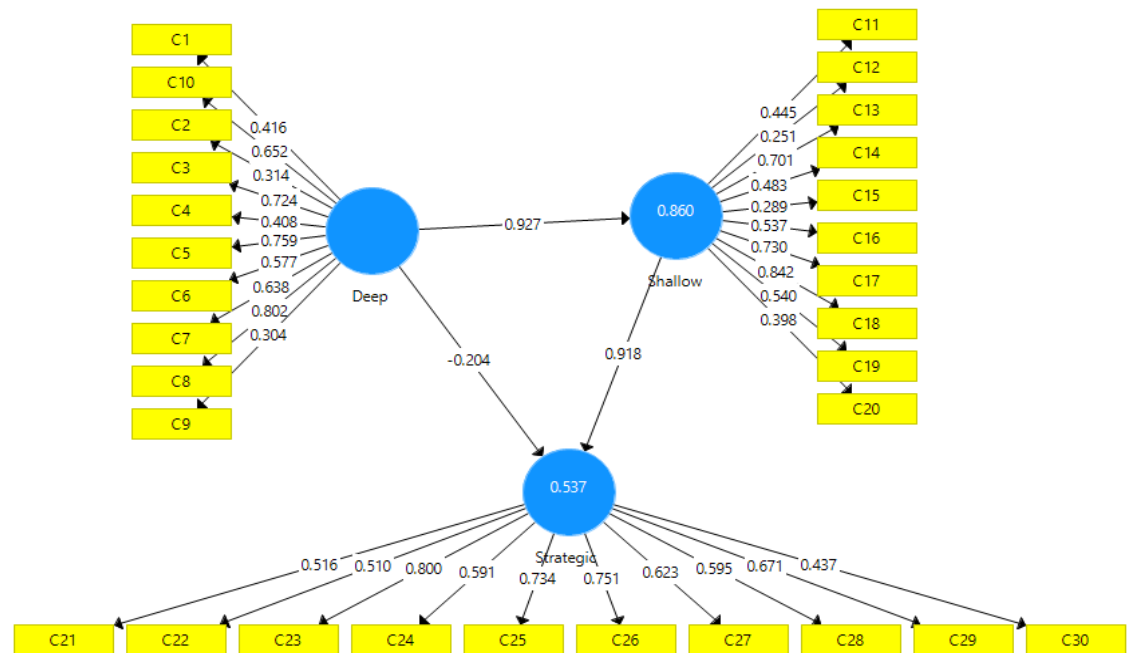 C1
C10
C2
C3
C4
C5
C6
C7
C8
C9
0.416
0.652
0.314
0.724
0.408
0.759
0.577
0.638
0.802
0.304
Deep
0.927
-0.204
0.860
Shallow
0.918
0.445
0.251
0.701
0.483
0.289
0.537
0.730
0.842
0.540
0.398
C11
C12
C13
C14
C15
C16
C17
C18
C19
C20
0.537
Strategic
0.516
0.510
0.800
0.591
0.734
0.751
0.623
0.595
0.671
0.437
C21
C22
C23
C24
C25
C26
C27
C28
C29
C30